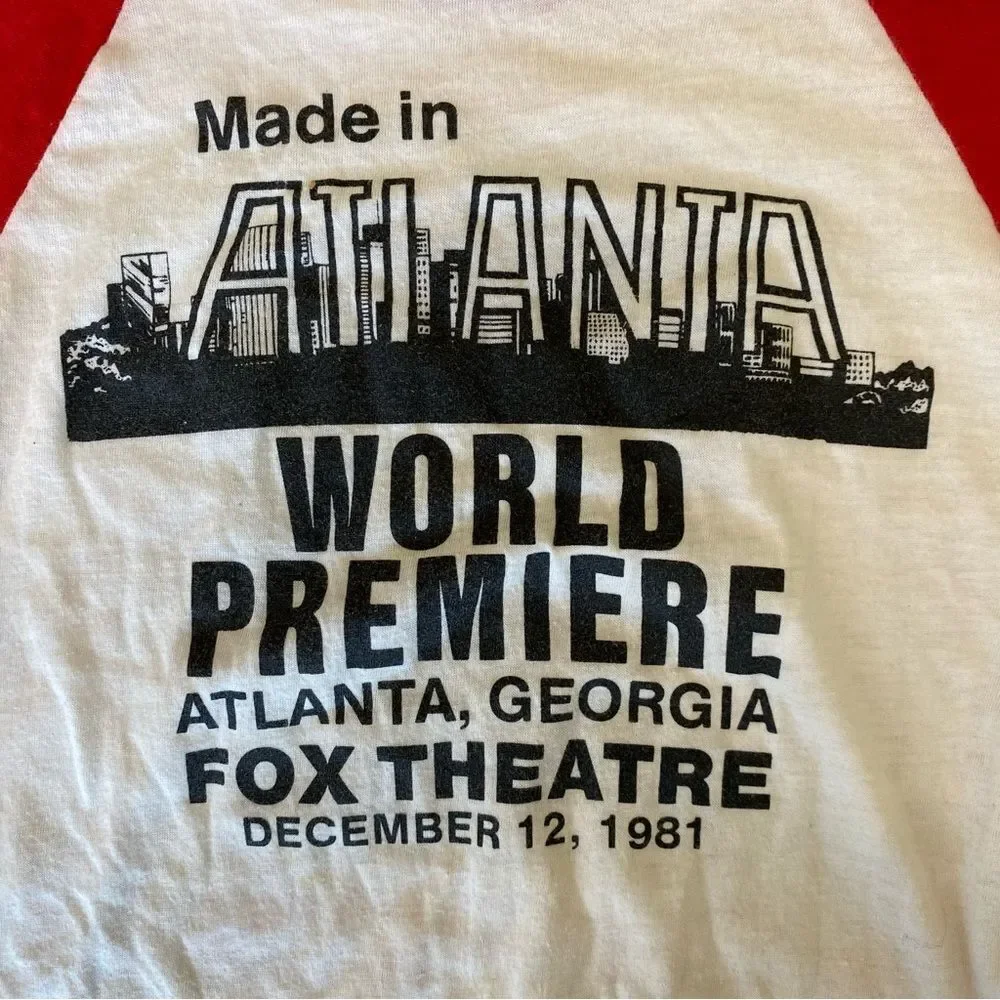 Made in
ATLANTA
WORLD
PREMIERE
ATLANTA, GEORGIA
FOX THEATRE
DECEMBER 12, 1981